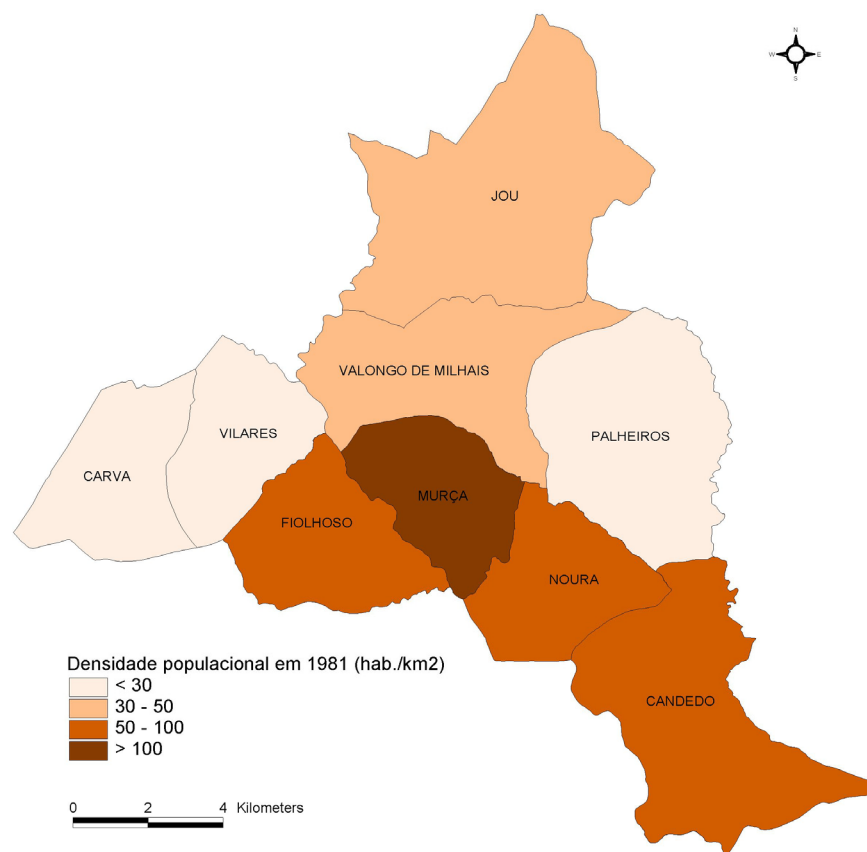 N
W E
S
JOU
VALONGO DE MILHAIS
PALHEIROS
VILARES
CARVA
MURÇA
FIOLHOSO
NOURA
CANDEDO
Densidade populacional em 1981 (hab./km2)
< 30
30 - 50
50 - 100
> 100
0 2 4 Kilometers